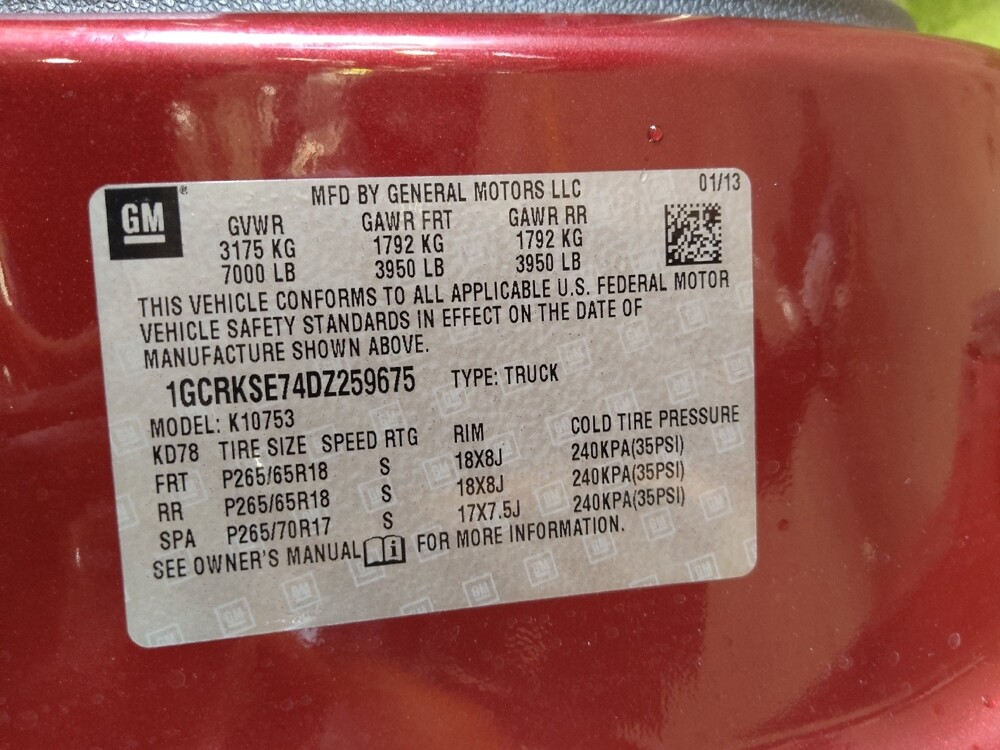 GM ® MFD BY GENERAL MOTORS LLC 01/13
GVWR GAWR FRT GAWR RR
3175 KG 1792 KG 1792 KG
7000 LB 3950 LB 3950 LB
THIS VEHICLE CONFORMS TO ALL APPLICABLE U.S. FEDERAL MOTOR
VEHICLE SAFETY STANDARDS IN EFFECT ON THE DATE OF
MANUFACTURE SHOWN ABOVE.
1GCRKSE74DZ259675 TYPE: TRUCK
MODEL: K10753
KD78 TIRE SIZE SPEED RTG RIM COLD TIRE PRESSURE
FRT P265/65R18 S 18X8J 240KPA(35PSI)
RR P265/65R18 S 18X8J 240KPA(35PSI)
SPA P265/70R17 S 17X7.5J 240KPA(35PSI)
SEE OWNER'S MANUAL i FOR MORE INFORMATION.